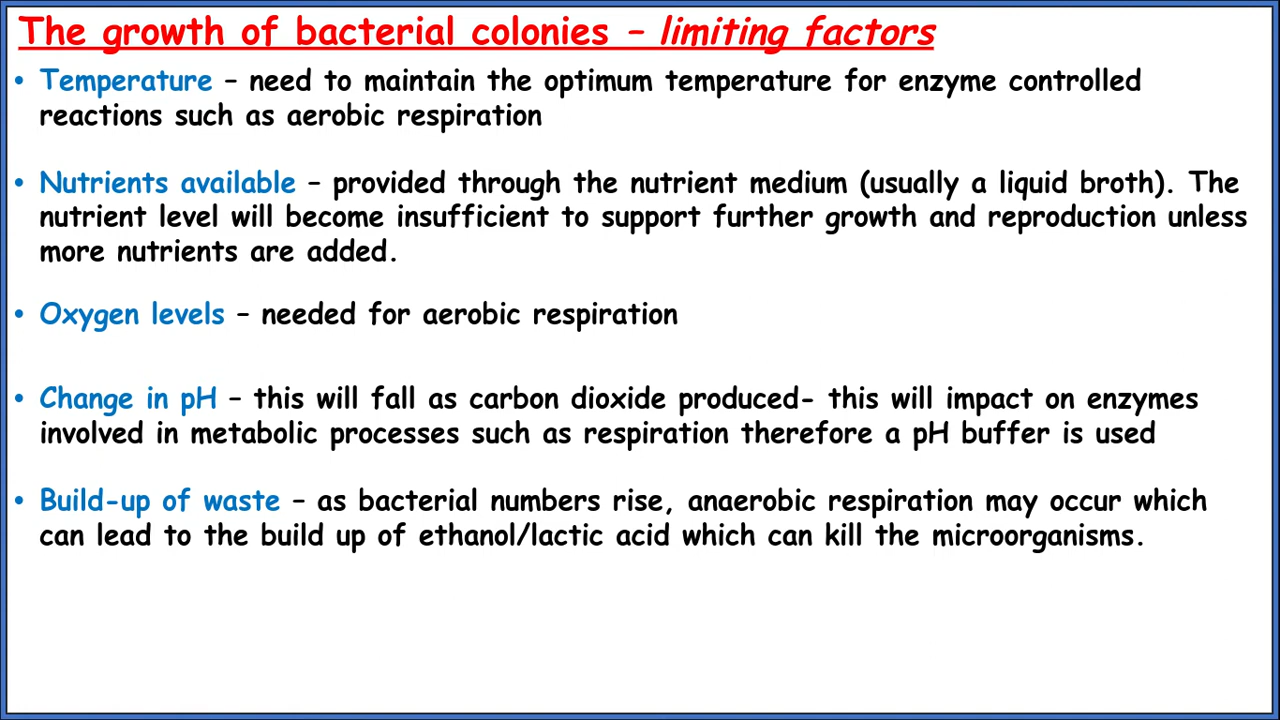 The growth of bacterial colonies – limiting factors
• Temperature – need to maintain the optimum temperature for enzyme controlled
reactions such as aerobic respiration
• Nutrients available – provided through the nutrient medium (usually a liquid broth). The
nutrient level will become insufficient to support further growth and reproduction unless
more nutrients are added.
• Oxygen levels – needed for aerobic respiration
• Change in pH – this will fall as carbon dioxide produced- this will impact on enzymes
involved in metabolic processes such as respiration therefore a pH buffer is used
• Build-up of waste – as bacterial numbers rise, anaerobic respiration may occur which
can lead to the build up of ethanol/lactic acid which can kill the microorganisms.